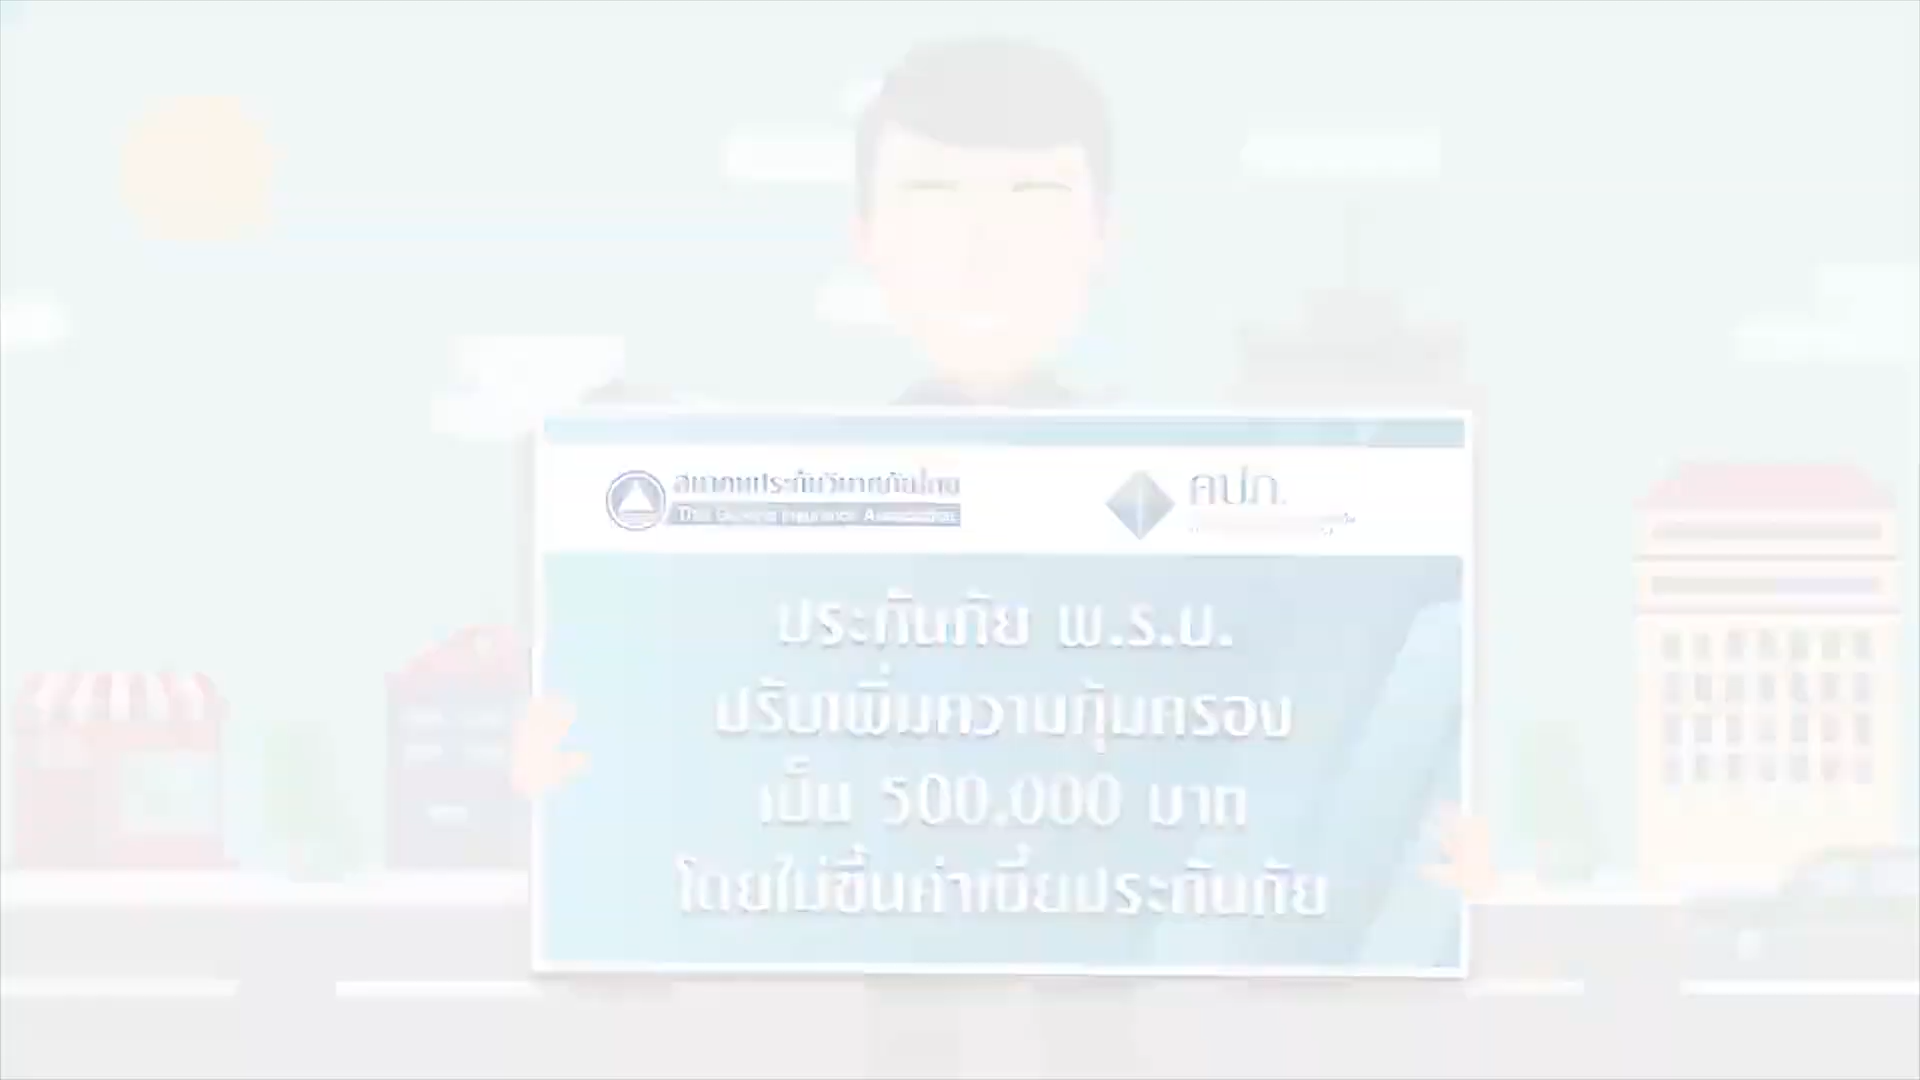 สมาคมประกันวินาศภัยไทย
Thai General Insurance Association
คปภ.
ประกันภัย พ.ร.บ.
ปรับเพิ่มความคุ้มครอง
เป็น 500,000 บาท
โดยไม่ขึ้นค่าเบี้ยประกันภัย